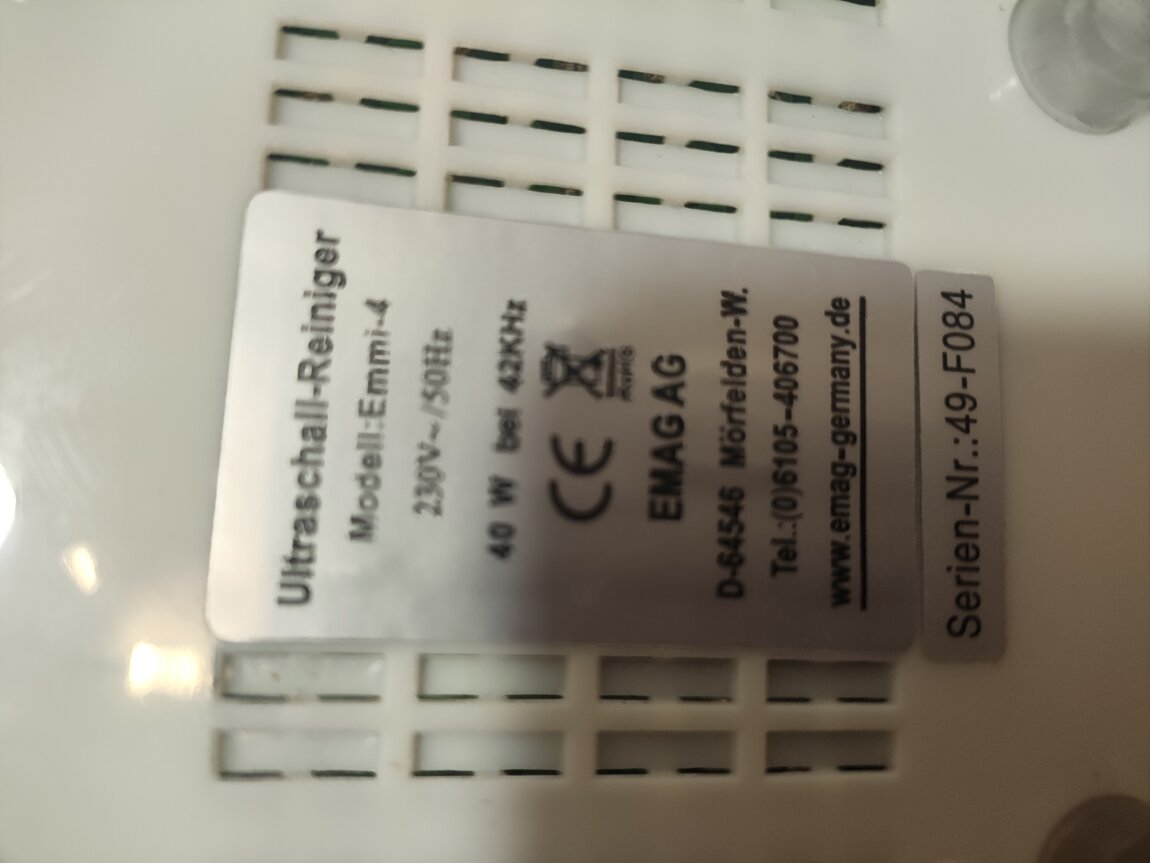 Ultraschall-Reiniger
Modell:Emmi-4
230V~/50Hz
40 W bei 42KHz
CE
EMAG AG
D-64546 Mörfelden-W.
Tel.:(0)6105-406700
www.emag-germany.de
Serien-Nr.:49-F084